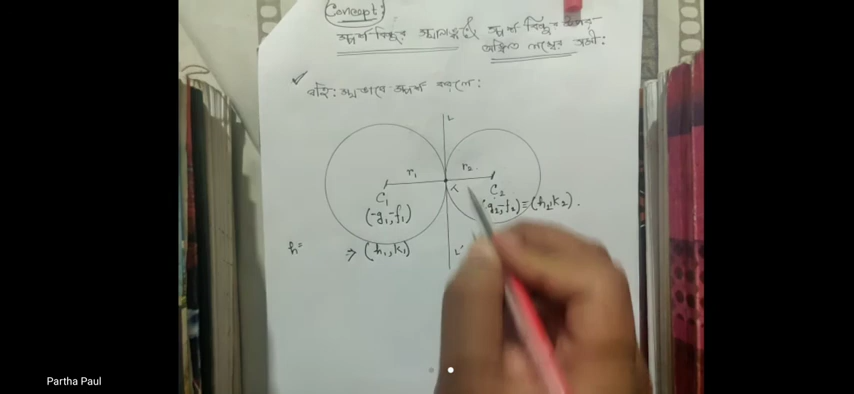 Concept:
স্পর্শ-বিন্দুর স্থানাঙ্ক ও স্পর্শ-বিন্দুর
অঙ্কিত লম্বের
বহি:স্থভাবে স্পর্শ করলে:
L
r₁ r₂
C₁ C₂
(-g₁,-f₁) g₂,-f₂)=(h₂,k₂).
h= ⇒ (h₁,k₁) L'
Partha Paul